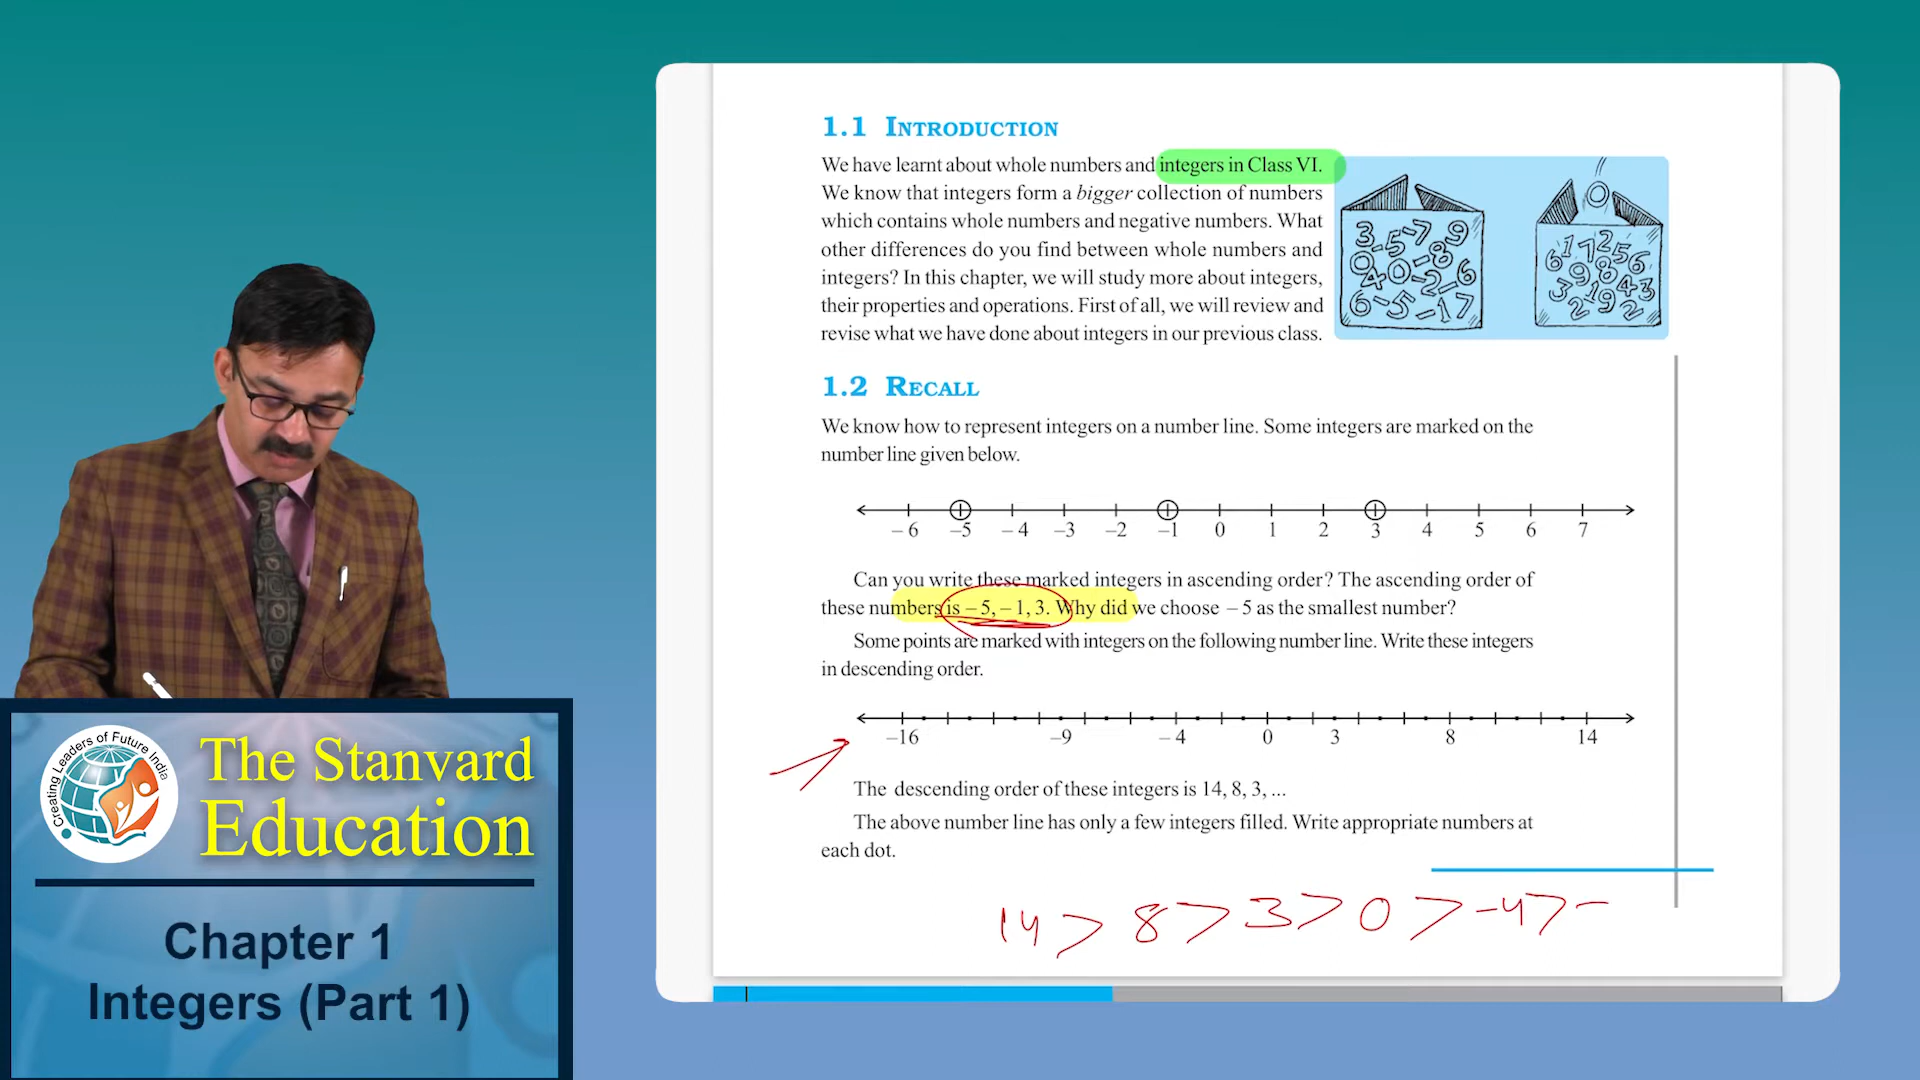 1.1 INTRODUCTION
We have learnt about whole numbers and integers in Class VI.
We know that integers form a bigger collection of numbers
which contains whole numbers and negative numbers. What
other differences do you find between whole numbers and
integers? In this chapter, we will study more about integers,
their properties and operations. First of all, we will review and
revise what we have done about integers in our previous class.
1.2 RECALL
We know how to represent integers on a number line. Some integers are marked on the
number line given below.
– 6 –5 – 4 –3 –2 –1 0 1 2 3 4 5 6 7
Can you write these marked integers in ascending order? The ascending order of
these numbers is – 5, – 1, 3. Why did we choose – 5 as the smallest number?
Some points are marked with integers on the following number line. Write these integers
in descending order.
–16 –9 – 4 0 3 8 14
The descending order of these integers is 14, 8, 3, ...
The above number line has only a few integers filled. Write appropriate numbers at
each dot.
14 > 8 > 3 > 0 > -4 > -
Creating Leaders of Future India
The Stanvard
Education
Chapter 1
Integers (Part 1)